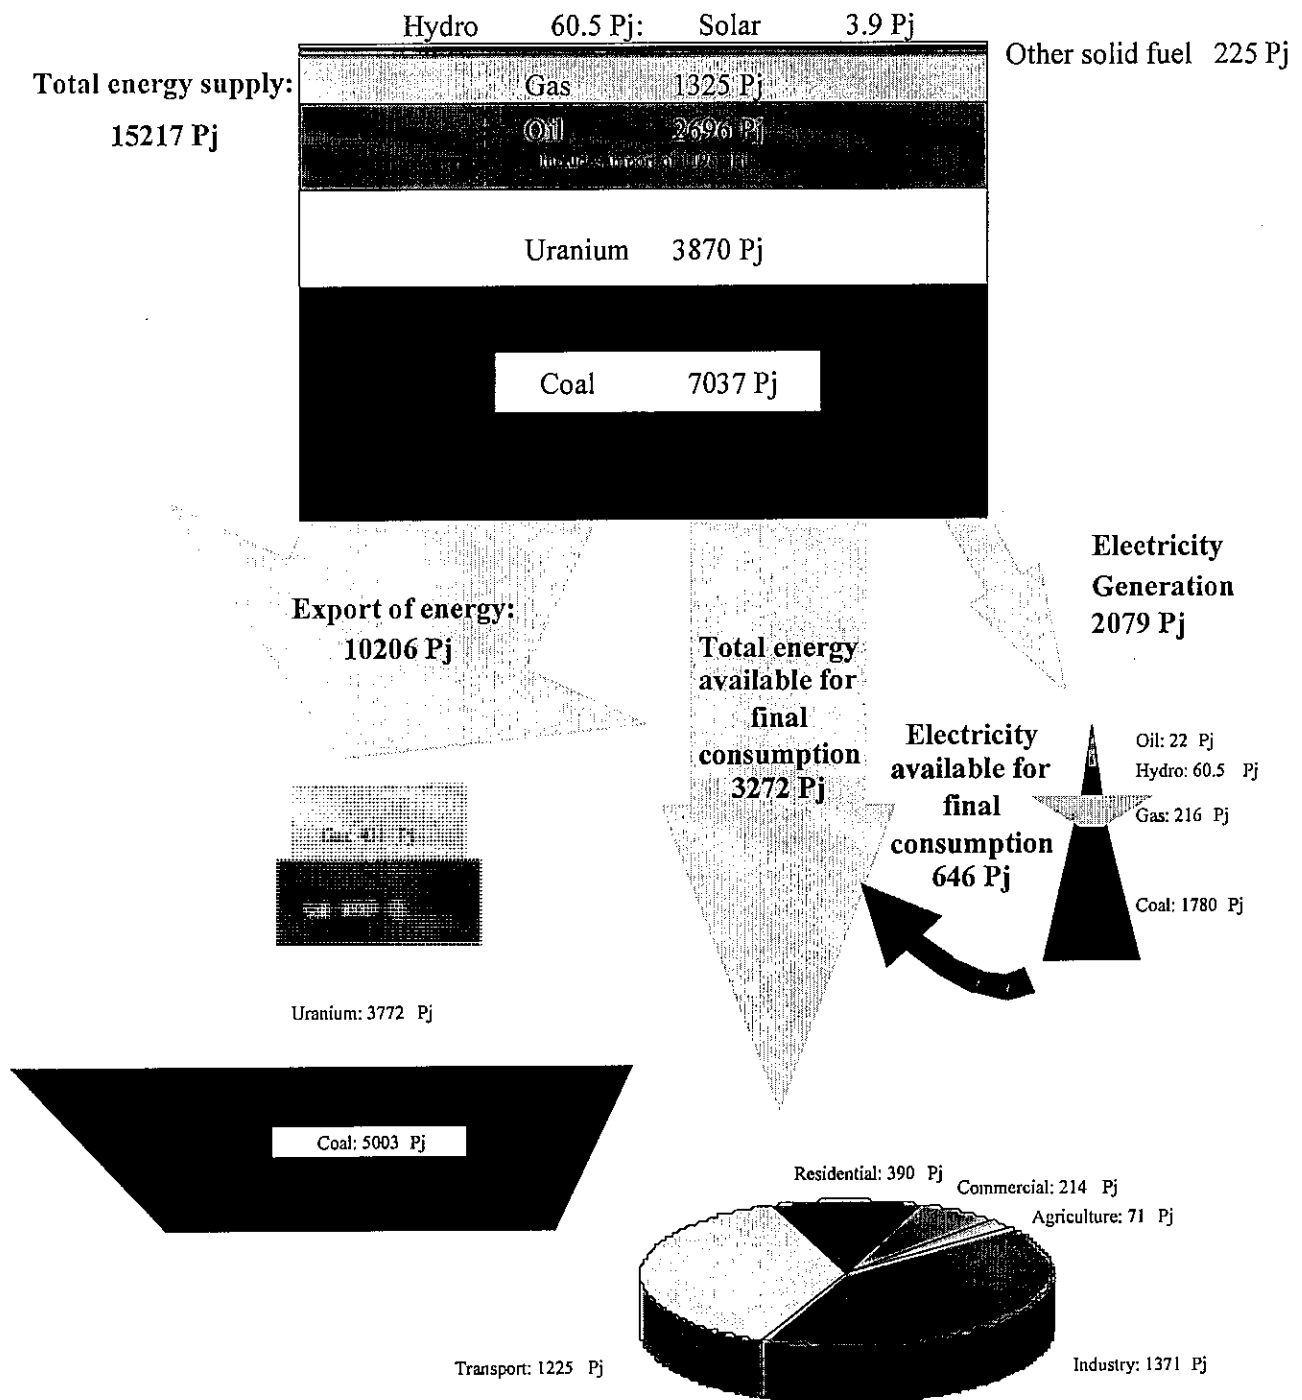 Hydro 60.5 Pj: Solar 3.9 Pj
Other solid fuel 225 Pj
Total energy supply:
15217 Pj
Gas 1325 Pj
Oil 2696 Pj
Uranium 3870 Pj
Coal 7037 Pj
Export of energy:
10206 Pj
Total energy
available for
final
consumption
3272 Pj
Electricity
Generation
2079 Pj
Electricity
available for
final
consumption
646 Pj
Oil: 22 Pj
Hydro: 60.5 Pj
Gas: 216 Pj
Coal: 1780 Pj
Uranium: 3772 Pj
Coal: 5003 Pj
Residential: 390 Pj
Commercial: 214 Pj
Agriculture: 71 Pj
Transport: 1225 Pj
Industry: 1371 Pj